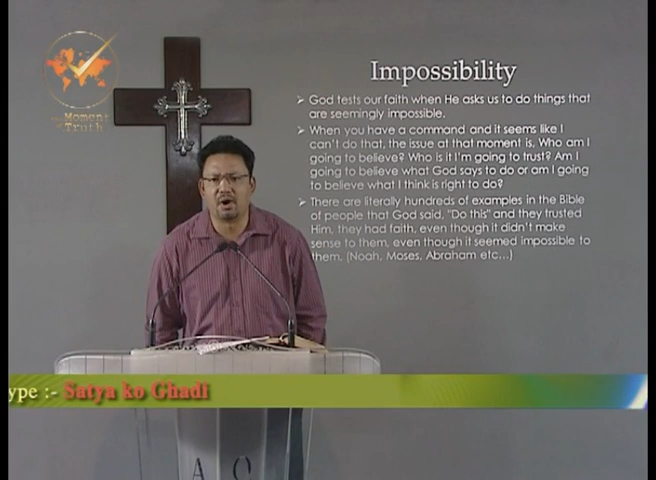 The Moment
of Truth
Impossibility
➢ God tests our faith when He asks us to do things that
are seemingly impossible.
➢ When you have a command and it seems like I
can't do that, the issue at that moment is, Who am I
going to believe? Who is it I'm going to trust? Am I
going to believe what God says to do or am I going
to believe what I think is right to do?
➢ There are literally hundreds of examples in the Bible
of people that God said, "Do this" and they trusted
Him, they had faith, even though it didn't make
sense to them, even though it seemed impossible to
them. (Noah, Moses, Abraham etc...)
ype :- Satya ko Ghadi
A O